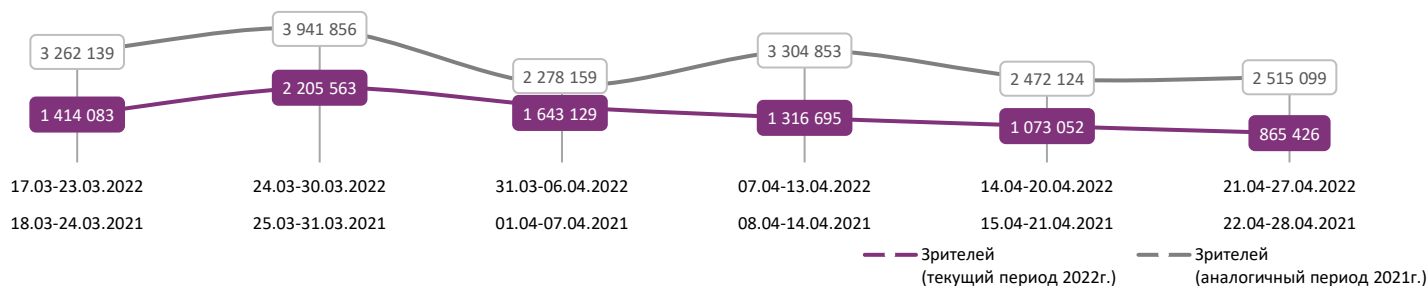 3 262 139 3 941 856 2 278 159 3 304 853 2 472 124 2 515 099
1 414 083 2 205 563 1 643 129 1 316 695 1 073 052 865 426
17.03-23.03.2022 24.03-30.03.2022 31.03-06.04.2022 07.04-13.04.2022 14.04-20.04.2022 21.04-27.04.2022
18.03-24.03.2021 25.03-31.03.2021 01.04-07.04.2021 08.04-14.04.2021 15.04-21.04.2021 22.04-28.04.2021
Зрителей
(текущий период 2022г.)
Зрителей
(аналогичный период 2021г.)